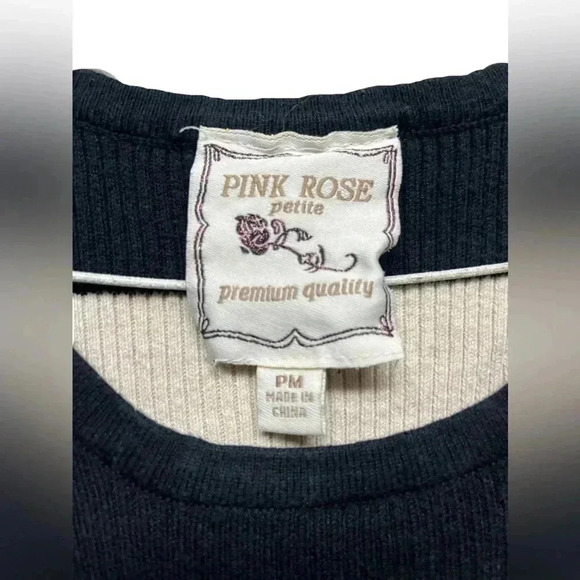 PINK ROSE
petite
premium quality
PM
MADE IN
CHINA